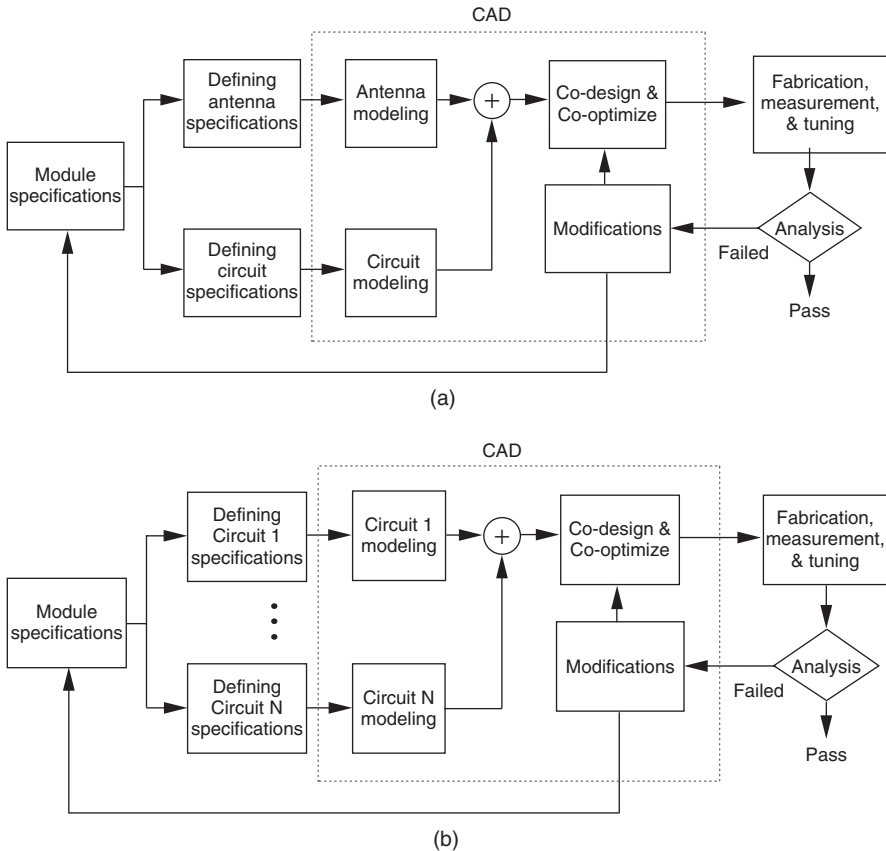 CAD
Defining
antenna
specifications
Antenna
modeling
+
Co-design &
Co-optimize
Fabrication,
measurement,
& tuning
Module
specifications
Defining
circuit
specifications
Circuit
modeling
Modifications
Analysis
Failed
Pass
(a)
CAD
Defining
Circuit 1
specifications
Circuit 1
modeling
+
Co-design &
Co-optimize
Fabrication,
measurement,
& tuning
Module
specifications
Defining
Circuit N
specifications
Circuit N
modeling
Modifications
Analysis
Failed
Pass
(b)